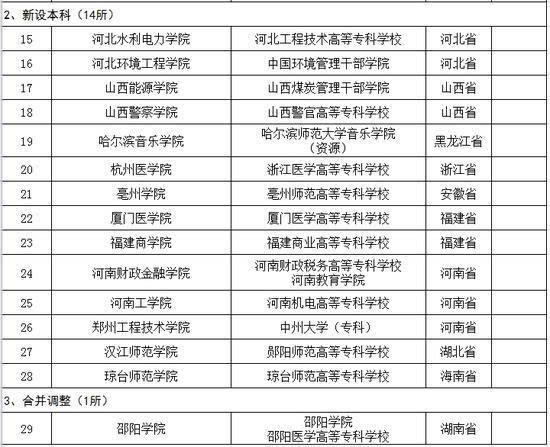 2、新设本科（14所）
15 河北水利电力学院 河北工程技术高等专科学校 河北省
16 河北环境工程学院 中国环境管理干部学院 河北省
17 山西能源学院 山西煤炭管理干部学院 山西省
18 山西警察学院 山西警官高等专科学校 山西省
19 哈尔滨音乐学院 哈尔滨师范大学音乐学院 黑龙江省
（资源）
20 杭州医学院 浙江医学高等专科学校 浙江省
21 亳州学院 亳州师范高等专科学校 安徽省
22 厦门医学院 厦门医学高等专科学校 福建省
23 福建商学院 福建商业高等专科学校 福建省
24 河南财政金融学院 河南财政税务高等专科学校 河南省
河南教育学院
25 河南工学院 河南机电高等专科学校 河南省
26 郑州工程技术学院 中州大学（专科） 河南省
27 汉江师范学院 郧阳师范高等专科学校 湖北省
28 琼台师范学院 琼台师范高等专科学校 海南省
3、合并调整（1所）
29 邵阳学院 邵阳学院 湖南省
邵阳医学高等专科学校